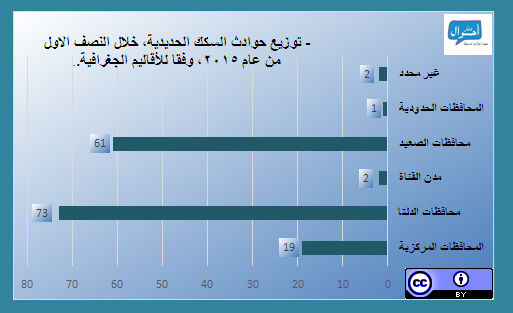 - توزيع حوادث السكك الحديدية، خلال النصف الاول
من عام ٢٠١٥، وفقا للأقاليم الجغرافية..
أضف سؤال
غير محدد
2
المحافظات الحدودية
1
محافظات الصعيد
61
مدن القناة
2
محافظات الدلتا
73
المحافظات المركزية
19
80 70 60 50 40 30 20 10 0
cc BY